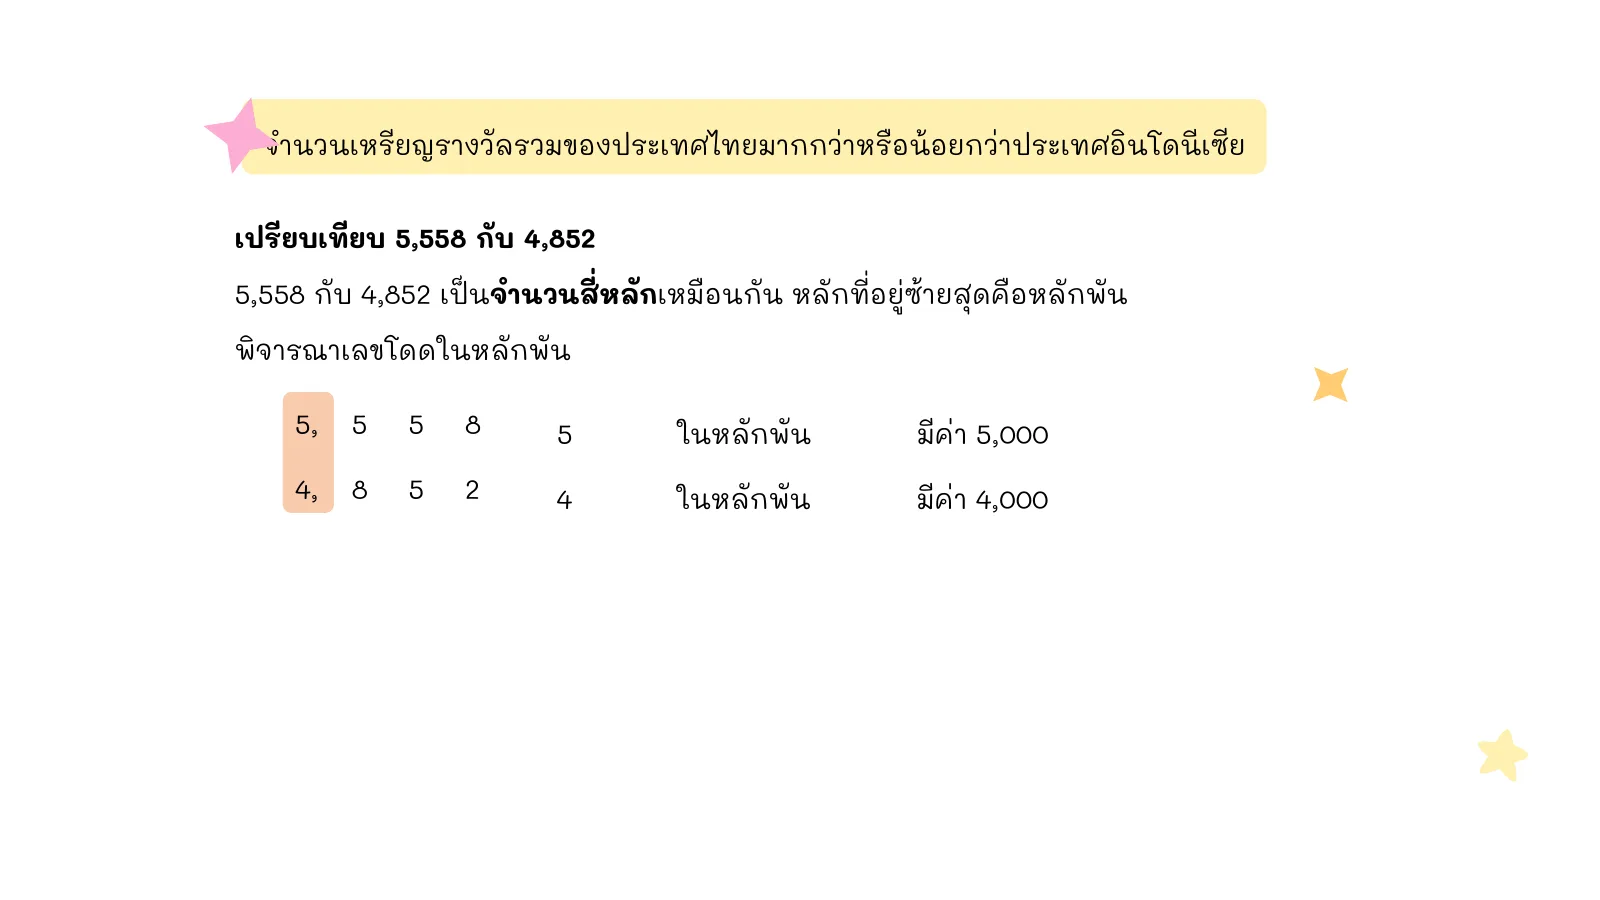 จำนวนเหรียญรางวัลรวมของประเทศไทยมากกว่าหรือน้อยกว่าประเทศอินโดนีเซีย
เปรียบเทียบ 5,558 กับ 4,852
5,558 กับ 4,852 เป็นจำนวนสี่หลักเหมือนกัน หลักที่อยู่ซ้ายสุดคือหลักพัน
พิจารณาเลขโดดในหลักพัน
5, 5 5 8 5 ในหลักพัน มีค่า 5,000
4, 8 5 2 4 ในหลักพัน มีค่า 4,000